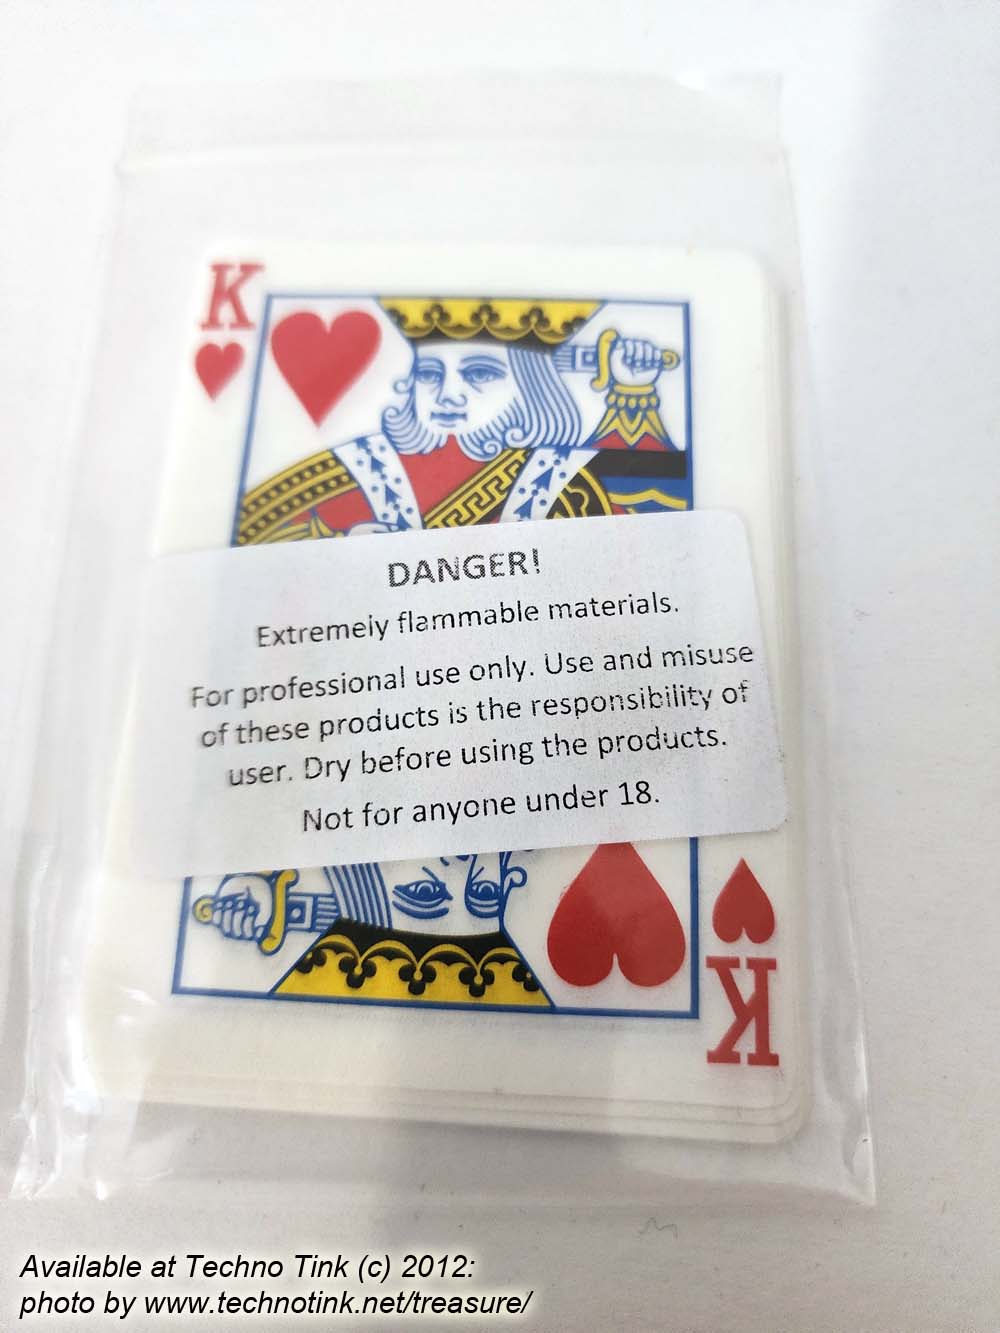 K
DANGER!
Extremely flammable materials.
For professional use only. Use and misuse
of these products is the responsibility of
user. Dry before using the products.
Not for anyone under 18.
K
Available at Techno Tink (c) 2012:
photo by www.technotink.net/treasure/